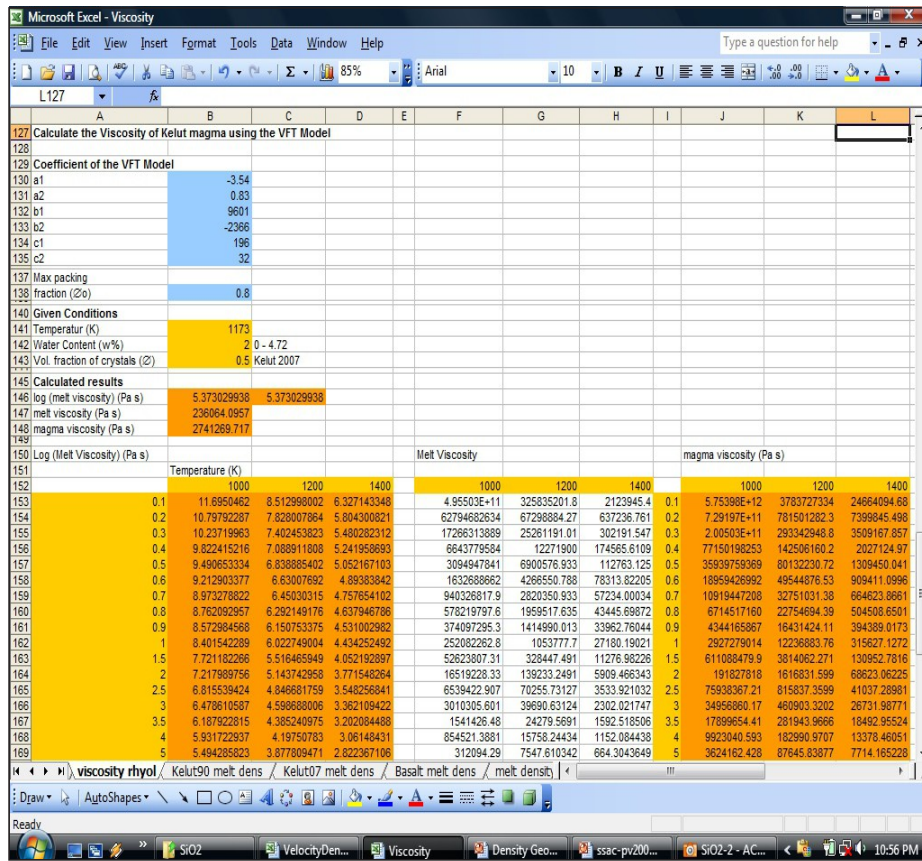 Microsoft Excel - Viscosity
File Edit View Insert Format Tools Data Window Help Type a question for help
85% Arial 10 B I U
L127 fx
A B C D E F G H I J K L
127 Calculate the Viscosity of Kelut magma using the VFT Model
128
129 Coefficient of the VFT Model
130 a1 -3.54
131 a2 0.83
132 b1 9601
133 b2 -2366
134 c1 196
135 c2 32
137 Max packing
138 fraction (∅o) 0.8
140 Given Conditions
141 Temperatur (K) 1173
142 Water Content (w%) 2 0 - 4.72
143 Vol. fraction of crystals (∅) 0.5 Kelut 2007
145 Calculated results
146 log (melt viscosity) (Pa s) 5.373029938 5.373029938
147 melt viscosity (Pa s) 236064.0957
148 magma viscosity (Pa s) 2741269.717
149
150 Log (Melt Viscosity) (Pa s) Melt Viscosity magma viscosity (Pa s)
151 Temperature (K)
152 1000 1200 1400 1000 1200 1400 1000 1200 1400
153 0.1 11.6950462 8.512998002 6.327143348 4.95503E+11 325835201.8 2123945.4 0.1 5.75398E+12 3783727334 24664094.68
154 0.2 10.79792287 7.828007864 5.804300821 62794682634 67298884.27 637236.761 0.2 7.29197E+11 781501282.3 7399845.498
155 0.3 10.23719963 7.402453823 5.480282312 17266313889 25261191.01 302191.547 0.3 2.00503E+11 293342948.8 3509167.857
156 0.4 9.822415216 7.088911808 5.241958693 6643779584 12271900 174565.6109 0.4 77150198253 142506160.2 2027124.97
157 0.5 9.490653334 6.838885402 5.052167103 3094947841 6900576.933 112763.125 0.5 35939759369 80132230.72 1309450.041
158 0.6 9.212903377 6.63007692 4.89383842 1632688662 4266550.788 78313.82205 0.6 18959426952 49544876.53 909411.0996
159 0.7 8.973278822 6.45030315 4.757654102 940326817.9 2820350.933 57234.00034 0.7 10919447208 32751031.38 664623.8661
160 0.8 8.762092957 6.292149176 4.637946786 578219797.6 1959517.635 43445.69872 0.8 6714517160 22754694.39 504508.6501
161 0.9 8.572984568 6.150753375 4.531002982 374097295.3 1414990.013 33962.76044 0.9 4344165867 16431424.11 394389.0173
162 1 8.401542289 6.022749004 4.434252492 252082262.8 1053777.7 27180.19021 1 2927279014 12236883.76 315627.1272
163 1.5 7.721182266 5.516465949 4.052192897 52623807.31 328447.491 11276.98226 1.5 611088479.9 3814062.271 130952.7816
164 2 7.217989756 5.143742958 3.771548264 16519228.33 139233.2491 5909.466343 2 191827818 1616831.599 68623.06225
165 2.5 6.815539424 4.846681759 3.548256841 6539422.907 70255.73127 3533.921032 2.5 75938367.21 815837.3599 41037.28981
166 3 6.478610587 4.598688006 3.362109422 3010305.601 39690.63124 2302.021747 3 34956860.17 460903.3202 26731.98771
167 3.5 6.187922815 4.385240975 3.202084488 1541426.48 24279.5691 1592.518506 3.5 17899654.41 281943.9666 18492.95524
168 4 5.931722937 4.19750783 3.06148431 854521.3881 15758.24434 1152.084438 4 9923040.593 182990.9707 13378.46051
169 5 5.494285823 3.877809471 2.822367106 312094.29 7547.610342 664.3043649 5 3624162.428 87645.83877 7714.165228
viscosity rhyol Kelut90 melt dens Kelut07 melt dens Basalt melt dens
Draw AutoShapes
Ready
SiO2 VelocityDen... Viscosity Density Geo... ssac-pv200... SiO2-2 - AC... 10:56 PM